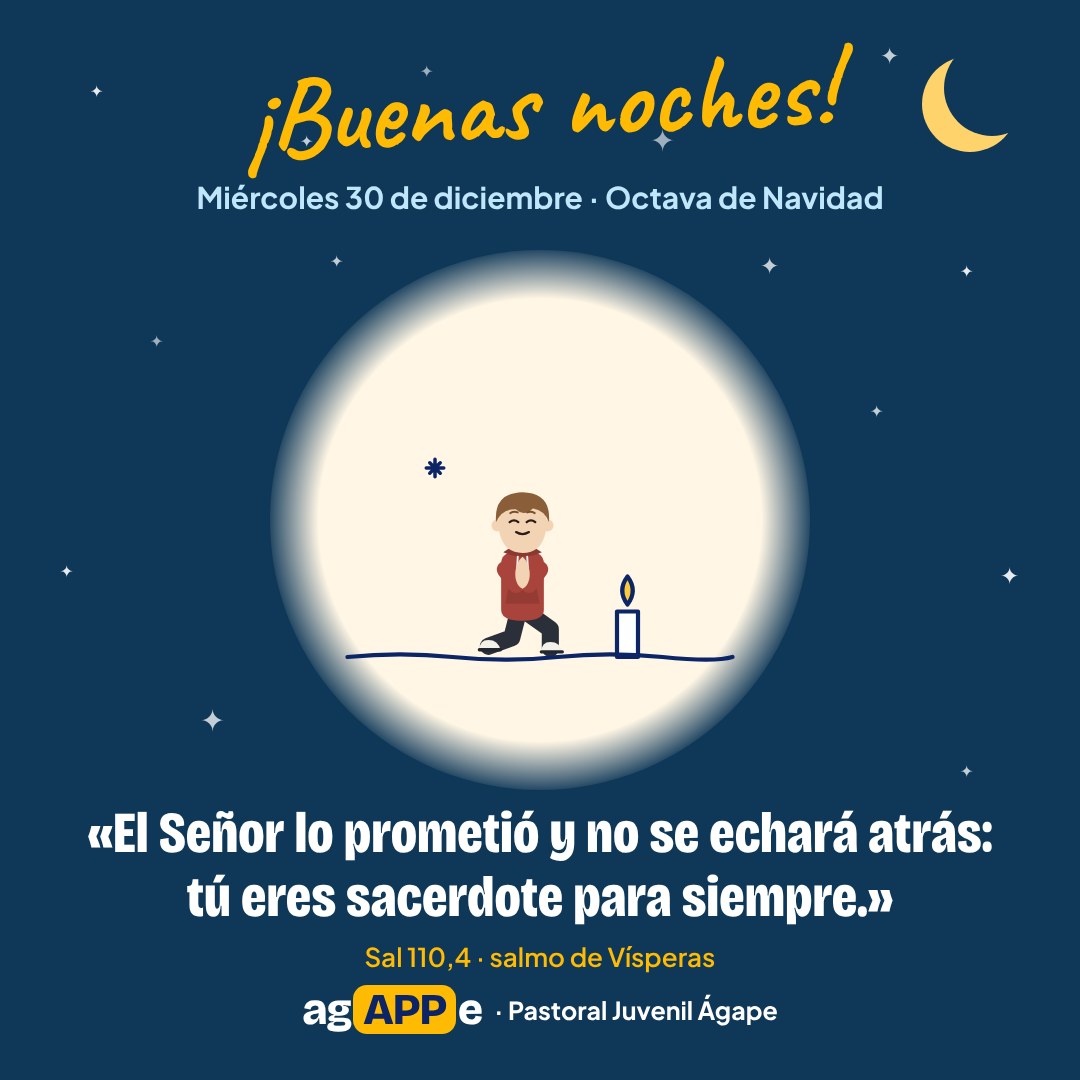 ¡Buenas noches!
Miércoles 30 de diciembre · Octava de Navidad
«El Señor lo prometió y no se echará atrás:
tú eres sacerdote para siempre.»
Sal 110,4 · salmo de Vísperas
agAPPe · Pastoral Juvenil Ágape